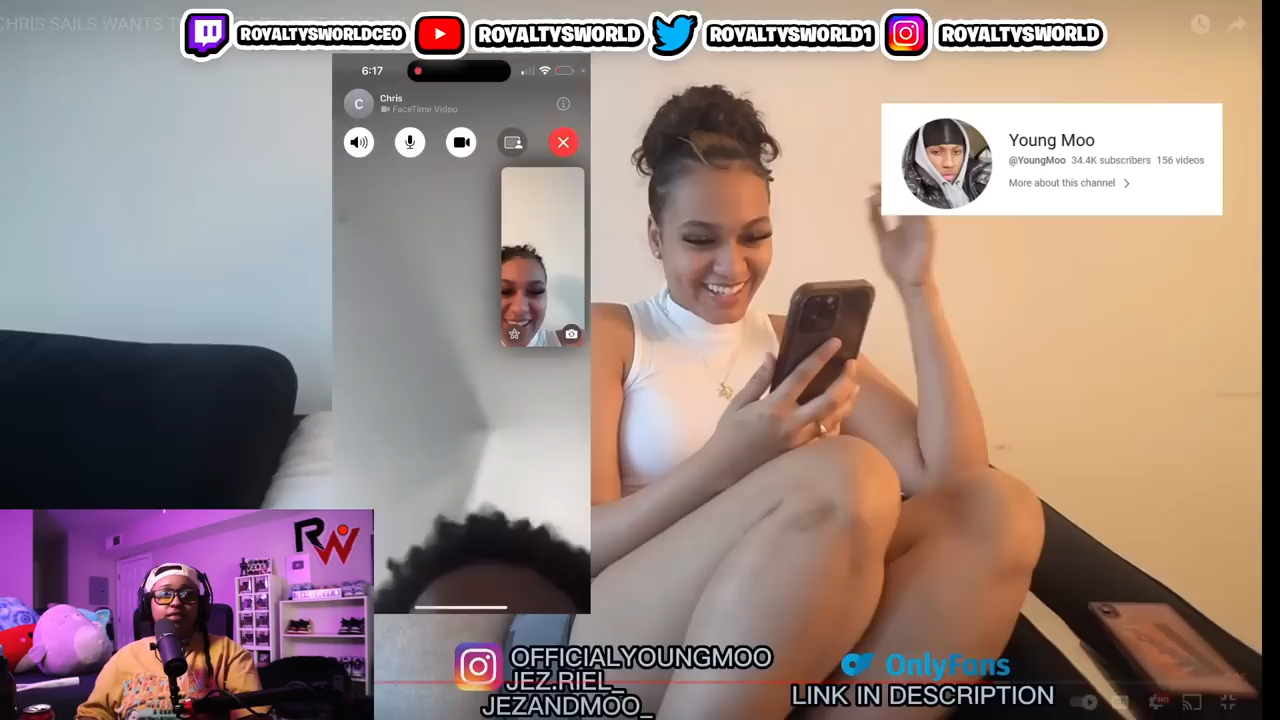 CHRIS SAILS WANTS T
ROYALTYSWORLDCEO
ROYALTYSWORLD
ROYALTYSWORLD1
ROYALTYSWORLD
6:17
C
Chris
FaceTime Video
Young Moo
@YoungMoo 34.4K subscribers 156 videos
More about this channel
RW
OFFICIALYOUNGMOO
JEZ.RIEL_
JEZANDMOO_
OnlyFans
LINK IN DESCRIPTION